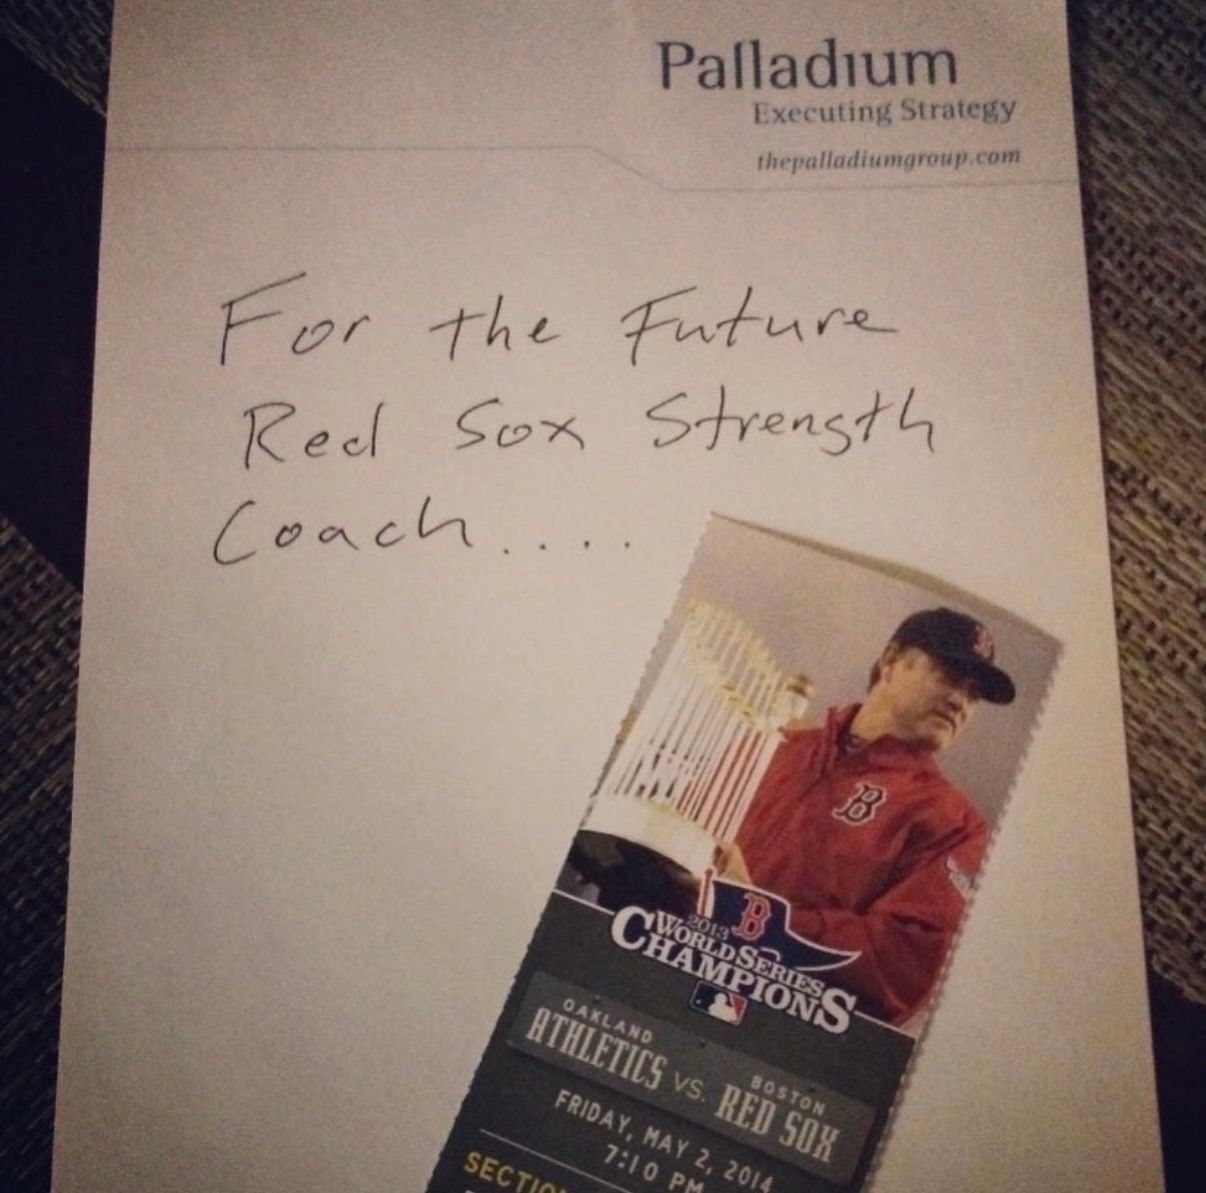 Palladium
Executing Strategy
thepalladiumgroup.com
For the Future
Red Sox Strength
Coach....
B
B
2013
WORLD SERIES
CHAMPIONS
OAKLAND
ATHLETICS VS. BOSTON
RED SOX
FRIDAY, MAY 2, 2014
7:10 PM